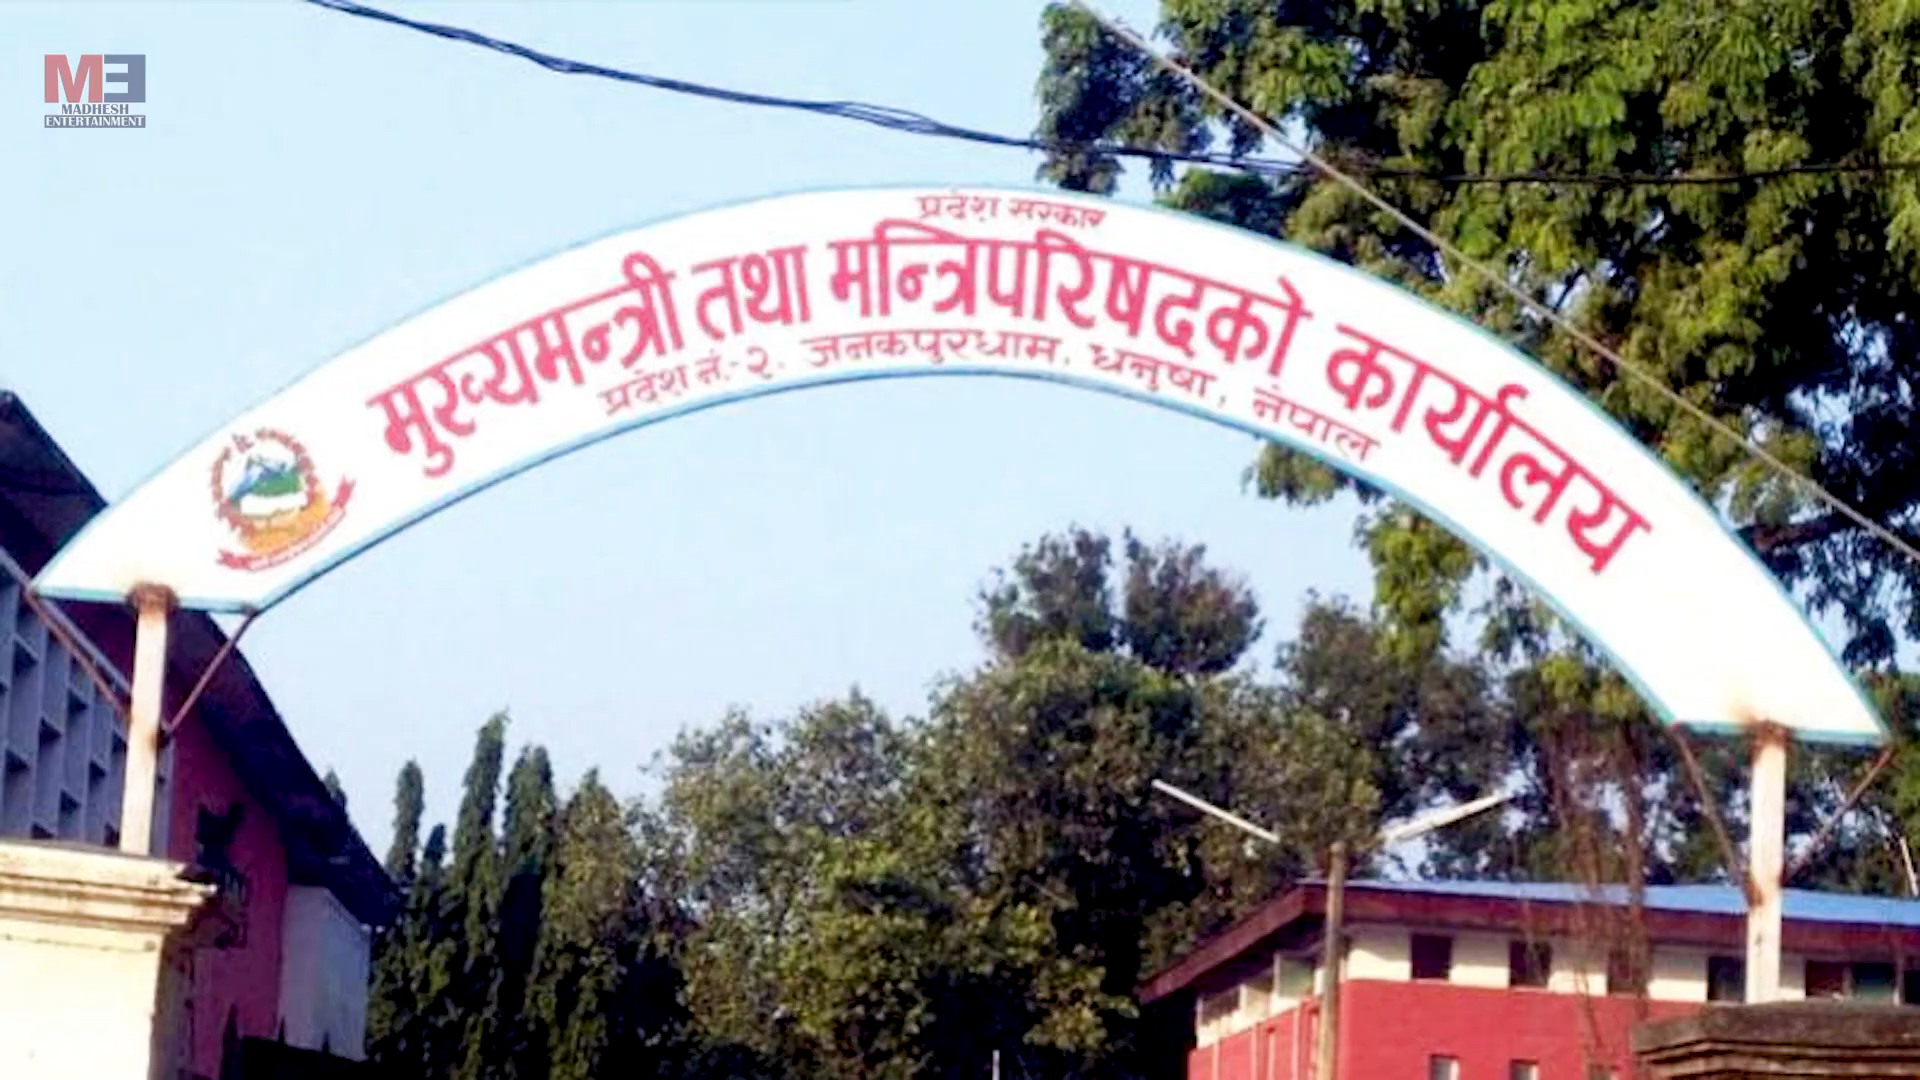 ME
MADHESH
ENTERTAINMENT
प्रदेश सरकार
मुख्यमन्त्री तथा मन्त्रिपरिषदको कार्यालय
प्रदेश नं.-२. जनकपुरधाम, धनुषा, नेपाल